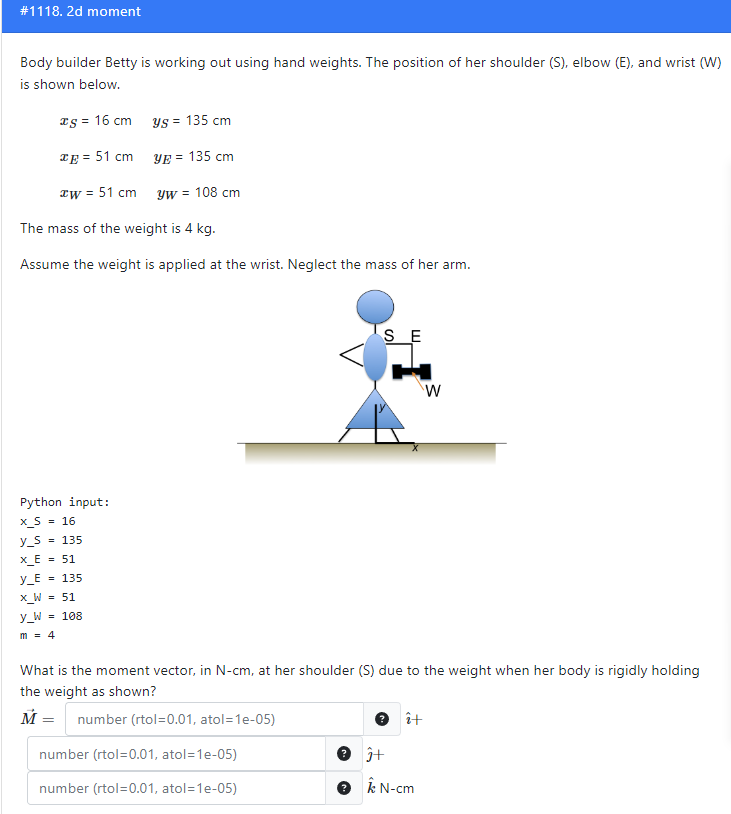 #1118. 2d moment
Body builder Betty is working out using hand weights. The position of her shoulder (S), elbow (E), and wrist (W)
is shown below.
x_S = 16 cm y_S = 135 cm
x_E = 51 cm y_E = 135 cm
x_W = 51 cm y_W = 108 cm
The mass of the weight is 4 kg.
Assume the weight is applied at the wrist. Neglect the mass of her arm.
S E
W
y
x
Python input:
x_S = 16
y_S = 135
x_E = 51
y_E = 135
x_W = 51
y_W = 108
m = 4
What is the moment vector, in N-cm, at her shoulder (S) due to the weight when her body is rigidly holding
the weight as shown?
M⃗ = number (rtol=0.01, atol=1e-05) ? î+
number (rtol=0.01, atol=1e-05) ? ĵ+
number (rtol=0.01, atol=1e-05) ? k̂ N-cm